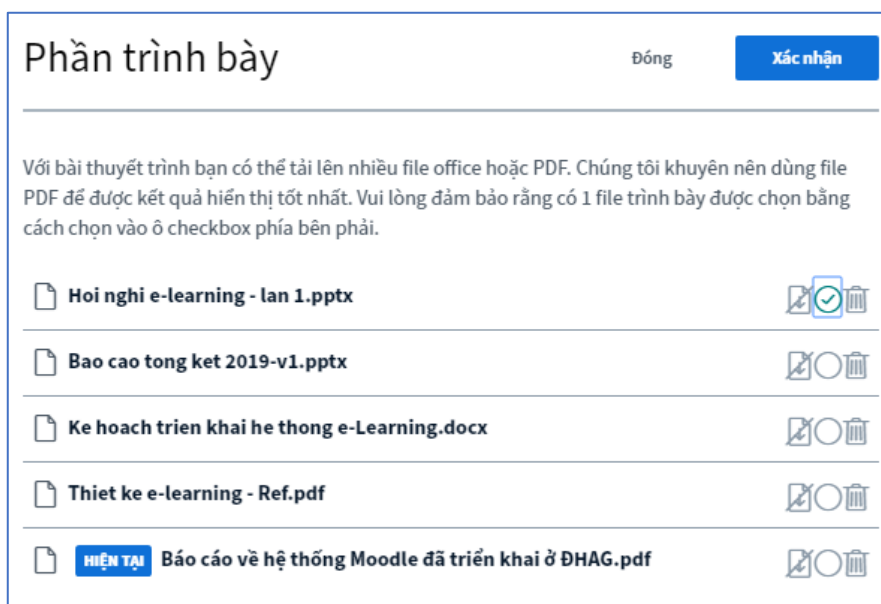 Phần trình bày
Đóng
Xác nhận
Với bài thuyết trình bạn có thể tải lên nhiều file office hoặc PDF. Chúng tôi khuyên nên dùng file
PDF để được kết quả hiển thị tốt nhất. Vui lòng đảm bảo rằng có 1 file trình bày được chọn bằng
cách chọn vào ô checkbox phía bên phải.
Hoi nghi e-learning - lan 1.pptx
Bao cao tong ket 2019-v1.pptx
Ke hoach trien khai he thong e-Learning.docx
Thiet ke e-learning - Ref.pdf
HIỆN TẠI Báo cáo về hệ thống Moodle đã triển khai ở ĐHAG.pdf